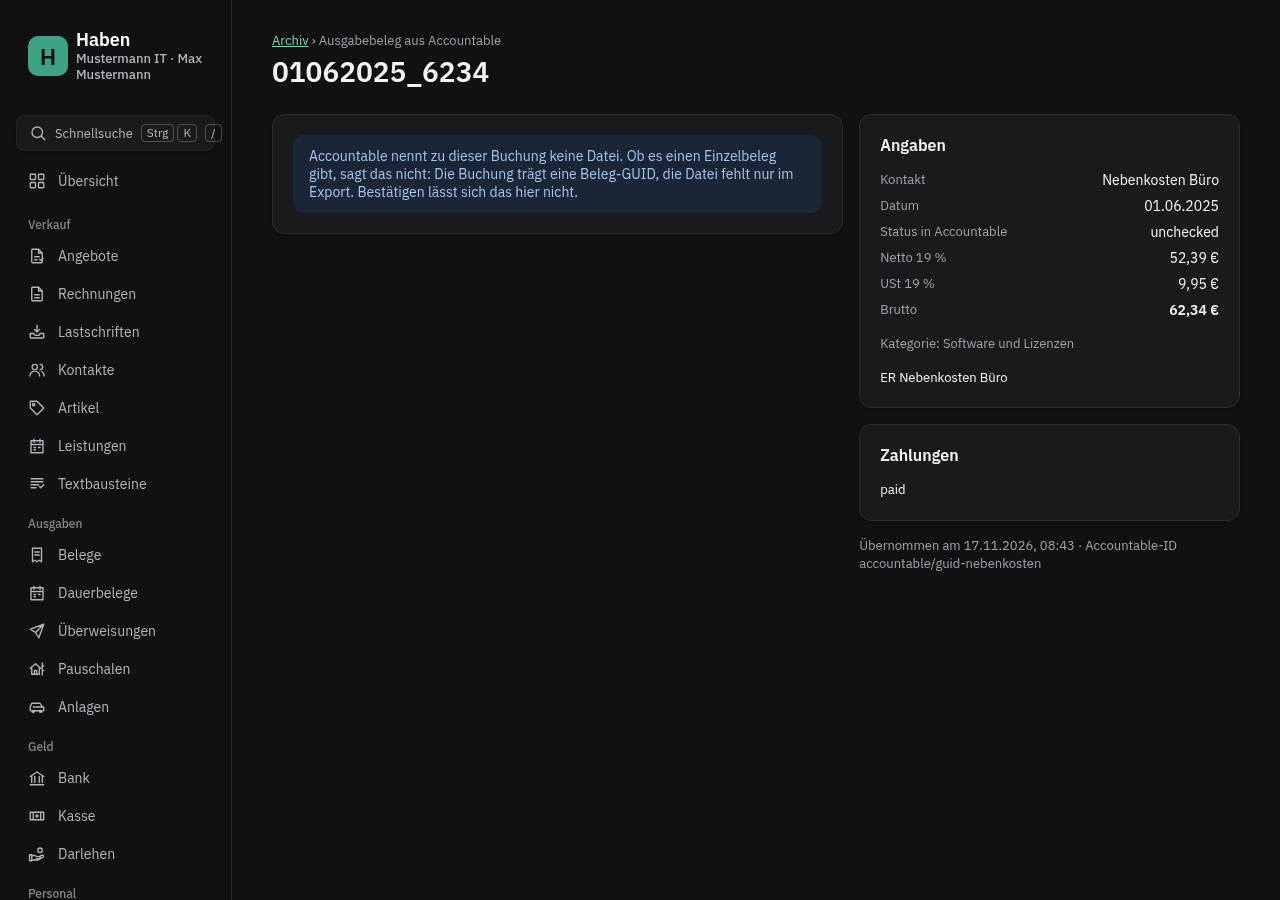 H
Haben
Mustermann IT · Max
Mustermann
Schnellsuche Strg K /
Übersicht
Verkauf
Angebote
Rechnungen
Lastschriften
Kontakte
Artikel
Leistungen
Textbausteine
Ausgaben
Belege
Dauerbelege
Überweisungen
Pauschalen
Anlagen
Geld
Bank
Kasse
Darlehen
Personal
Archiv › Ausgabebeleg aus Accountable
01062025_6234
Accountable nennt zu dieser Buchung keine Datei. Ob es einen Einzelbeleg
gibt, sagt das nicht: Die Buchung trägt eine Beleg-GUID, die Datei fehlt nur im
Export. Bestätigen lässt sich das hier nicht.
Angaben
Kontakt Nebenkosten Büro
Datum 01.06.2025
Status in Accountable unchecked
Netto 19 % 52,39 €
USt 19 % 9,95 €
Brutto 62,34 €
Kategorie: Software und Lizenzen
ER Nebenkosten Büro
Zahlungen
paid
Übernommen am 17.11.2026, 08:43 · Accountable-ID
accountable/guid-nebenkosten